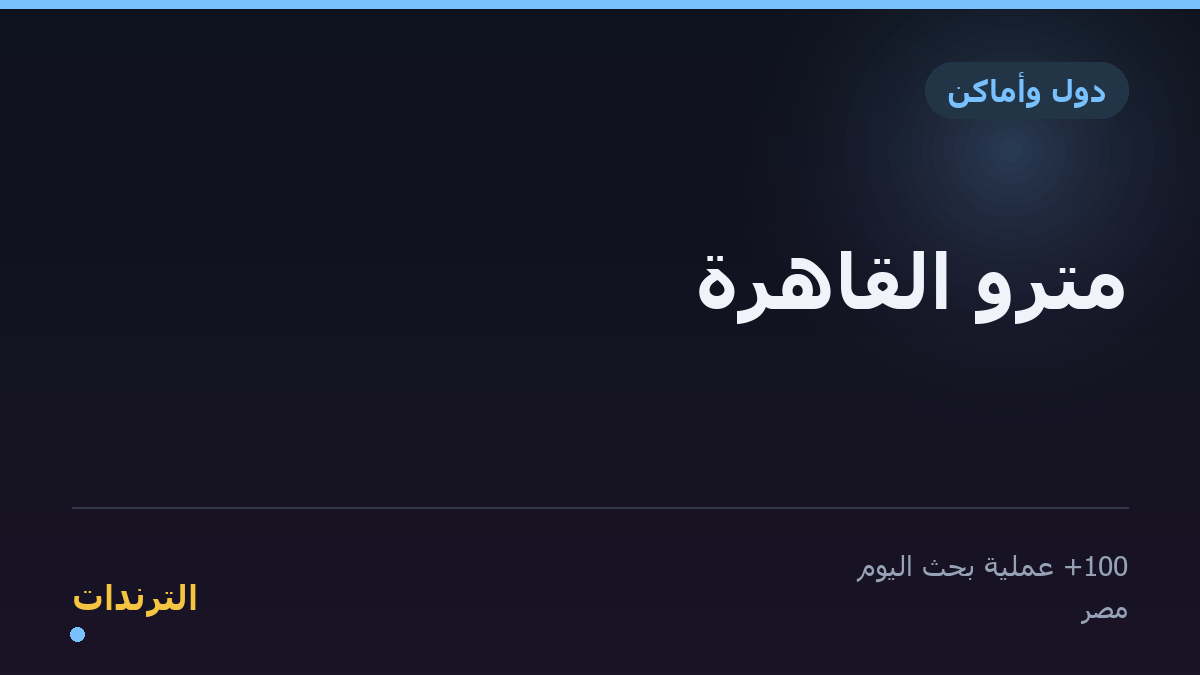 دول وأماكن
مترو القاهرة
100+ عملية بحث اليوم
مصر
الترندات